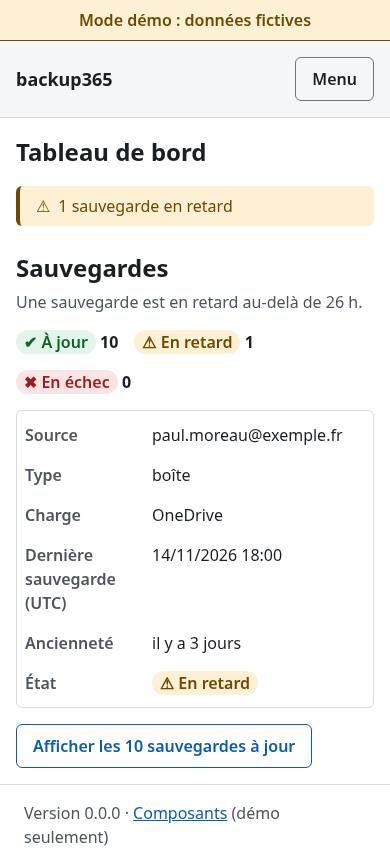 Mode démo : données fictives
backup365
Menu
Tableau de bord
⚠ 1 sauvegarde en retard
Sauvegardes
Une sauvegarde est en retard au-delà de 26 h.
✔ À jour 10 ⚠ En retard 1
✖ En échec 0
Source paul.moreau@exemple.fr
Type boîte
Charge OneDrive
Dernière 14/11/2026 18:00
sauvegarde
(UTC)
Ancienneté il y a 3 jours
État ⚠ En retard
Afficher les 10 sauvegardes à jour
Version 0.0.0 · Composants (démo
seulement)